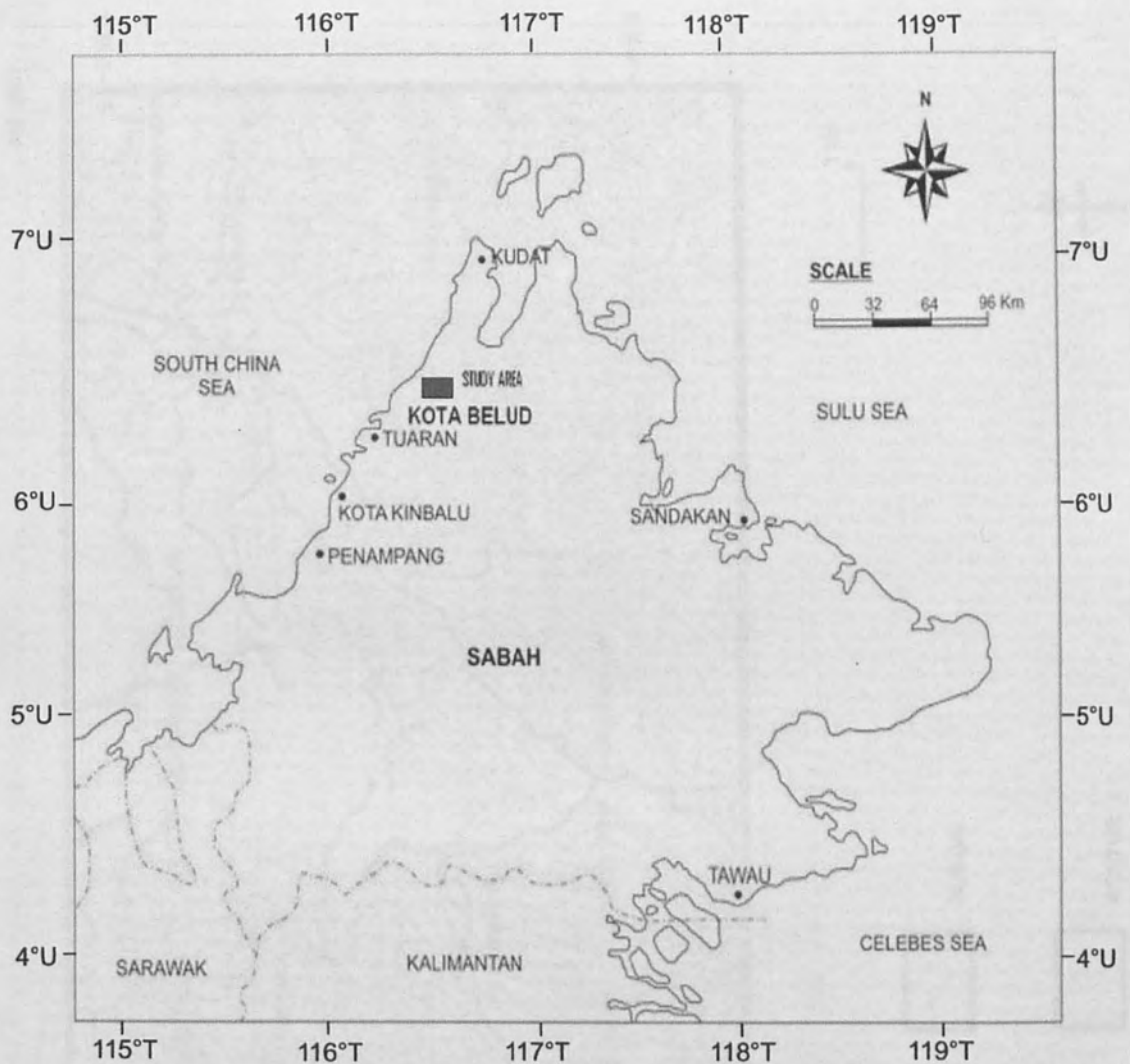 115°T 116°T 117°T 118°T 119°T
N
7°U
KUDAT
7°U
SCALE
0 32 64 96 Km
SOUTH CHINA
SEA
STUDY AREA
KOTA BELUD
SULU SEA
TUARAN
6°U
KOTA KINBALU
SANDAKAN
6°U
PENAMPANG
SABAH
5°U
5°U
TAWAU
4°U
SARAWAK
KALIMANTAN
CELEBES SEA
4°U
115°T 116°T 117°T 118°T 119°T